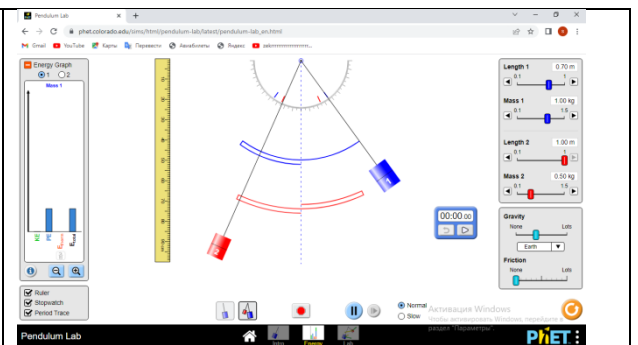 Pendulum Lab
phet.colorado.edu/sims/html/pendulum-lab/latest/pendulum-lab_en.html
Gmail YouTube Карты Перевести Авиабилеты Яндекс
Energy Graph
1 2
Mass 1
KE
PE
E total
Ruler
Stopwatch
Period Trace
00:00.00
Length 1 0.70 m
0.1 1
Mass 1 1.00 kg
0.1 1.5
Length 2 1.00 m
0.1 1
Mass 2 0.50 kg
0.1 1.5
Gravity
None Lots
Earth
Friction
None Lots
Normal
Slow
Активация Windows
Чтобы активировать Windows, перейдите в
раздел "Параметры".
Pendulum Lab
Intro Energy Lab
PhET